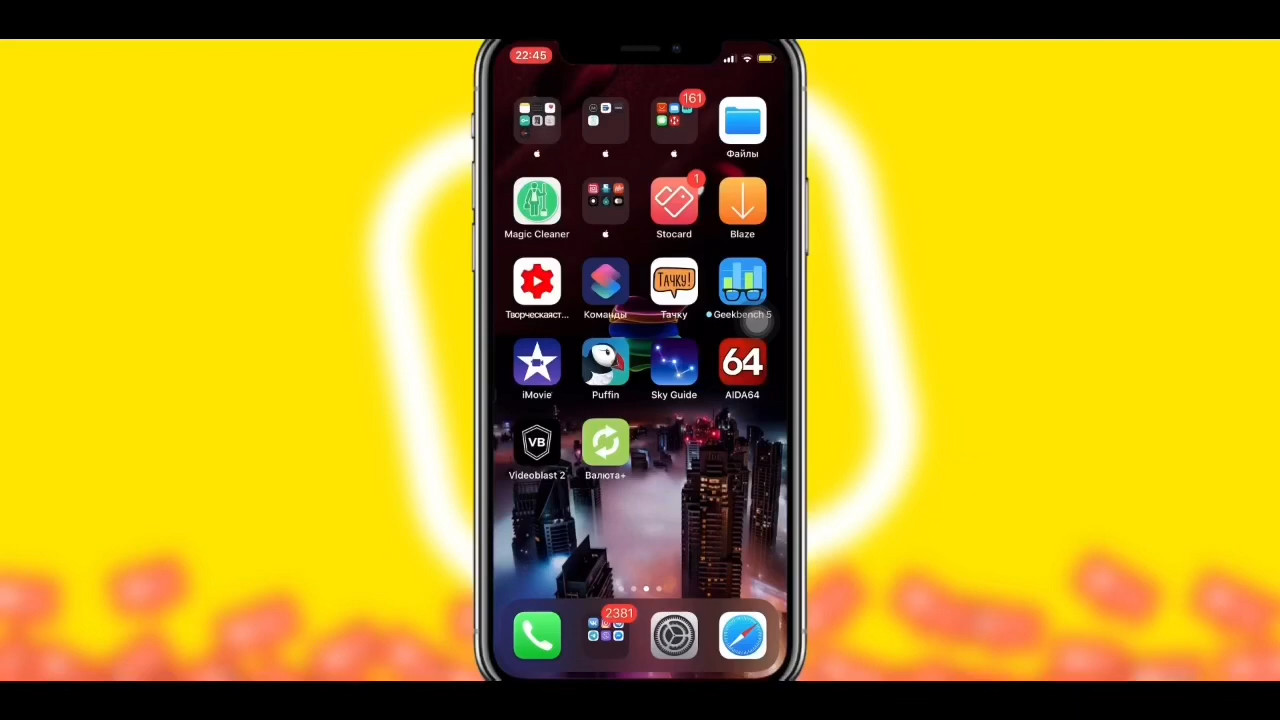 22:45
161
Файлы
1
Magic Cleaner
Stocard
Blaze
Тачку!
Творческаяст...
Команды
Тачку
Geekbench 5
64
iMovie
Puffin
Sky Guide
AIDA64
VB
Videoblast 2
Валюта+
2381